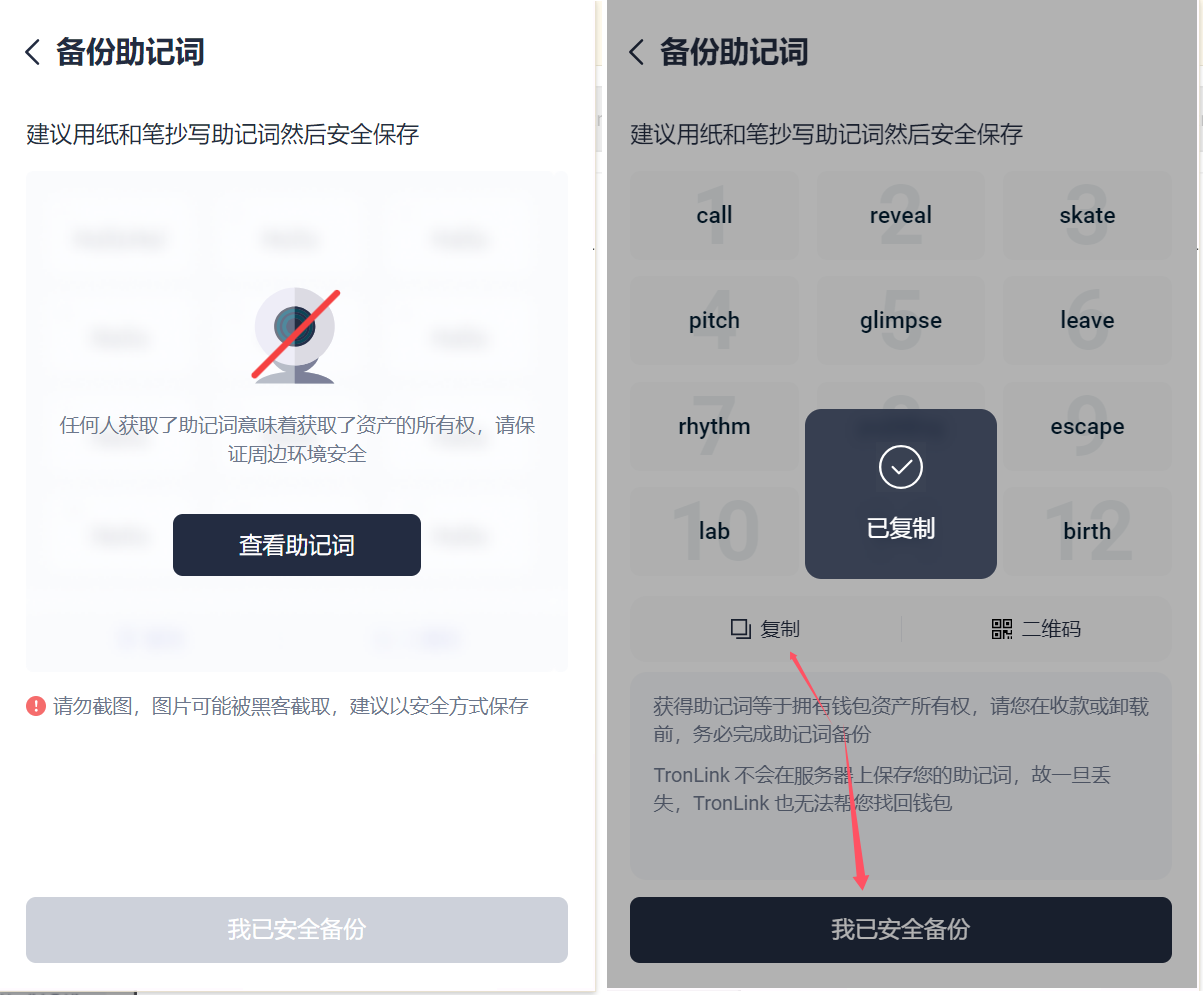 备份助记词
建议用纸和笔抄写助记词然后安全保存
任何人获取了助记词意味着获取了资产的所有权，请保
证周边环境安全
查看助记词
请勿截图，图片可能被黑客截取，建议以安全方式保存
我已安全备份
备份助记词
建议用纸和笔抄写助记词然后安全保存
1 call
2 reveal
3 skate
4 pitch
5 glimpse
6 leave
7 rhythm
9 escape
10 lab
12 birth
已复制
复制
二维码
获得助记词等于拥有钱包资产所有权，请您在收款或卸载
前，务必完成助记词备份
TronLink 不会在服务器上保存您的助记词，故一旦丢
失，TronLink 也无法帮您找回钱包
我已安全备份